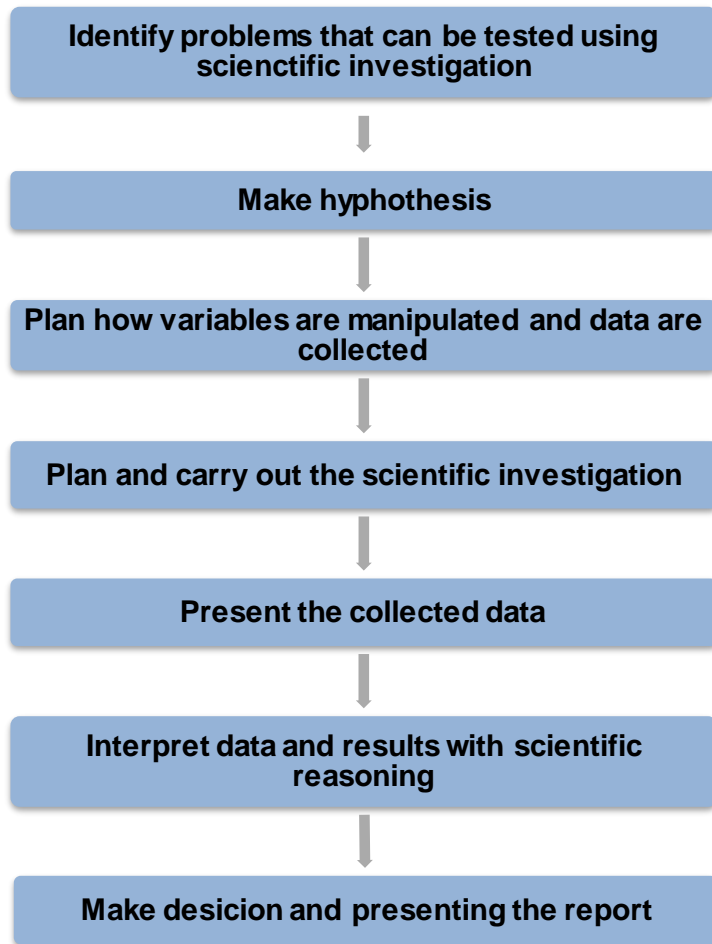 Identify problems that can be tested using
scienctific investigation
Make hyphothesis
Plan how variables are manipulated and data are
collected
Plan and carry out the scientific investigation
Present the collected data
Interpret data and results with scientific
reasoning
Make desicion and presenting the report